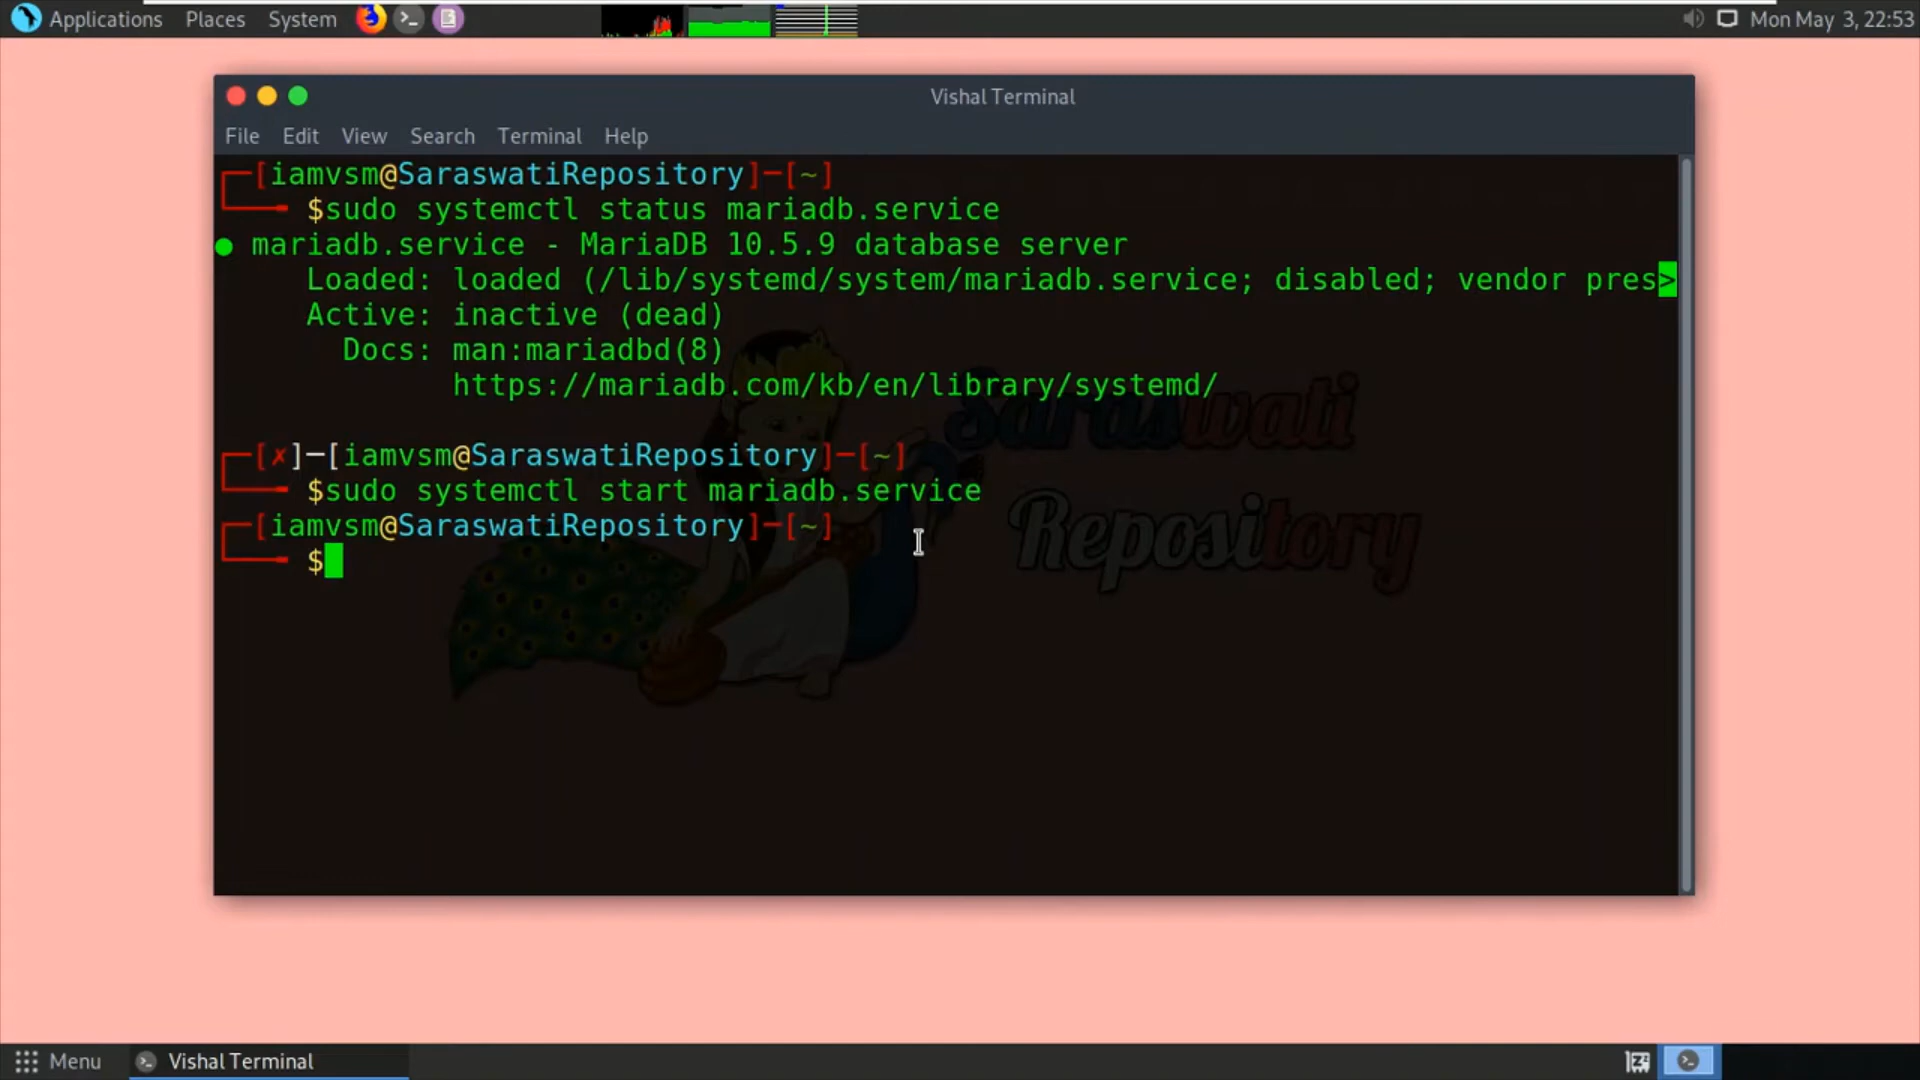 Applications Places System Mon May 3, 22:53
Vishal Terminal
File Edit View Search Terminal Help
┌─[iamvsm@SaraswatiRepository]─[~]
└──╼ $sudo systemctl status mariadb.service
● mariadb.service - MariaDB 10.5.9 database server
Loaded: loaded (/lib/systemd/system/mariadb.service; disabled; vendor pres>
Active: inactive (dead)
Docs: man:mariadbd(8)
https://mariadb.com/kb/en/library/systemd/
┌─[✗]─[iamvsm@SaraswatiRepository]─[~]
└──╼ $sudo systemctl start mariadb.service
┌─[iamvsm@SaraswatiRepository]─[~]
└──╼ $
Saraswati
Repository
Menu Vishal Terminal